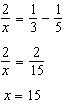 2/x = 1/3 - 1/5
2/x = 2/15
x = 15